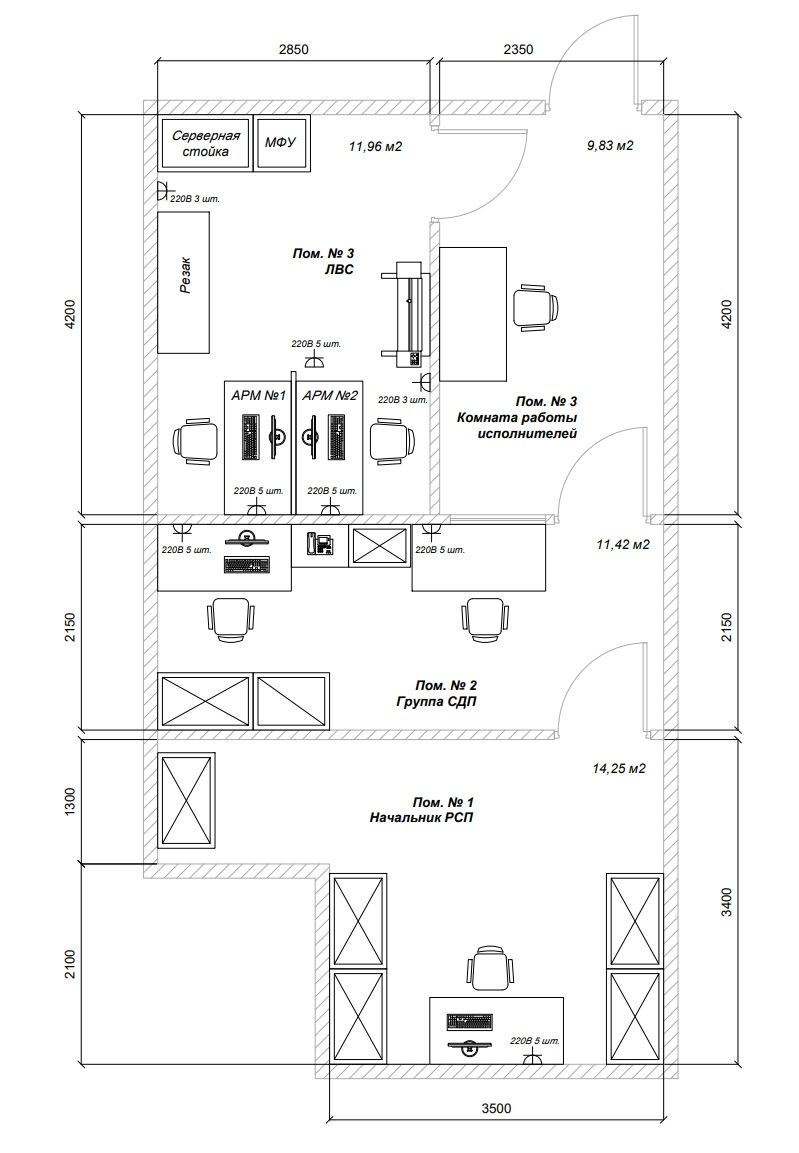 2850
2350
Серверная
стойка
МФУ
11,96 м2
9,83 м2
220В 3 шт.
Резак
Пом. № 3
ЛВС
4200
4200
220В 5 шт.
АРМ №1
АРМ №2
220В 3 шт.
Пом. № 3
Комната работы
исполнителей
220В 5 шт.
220В 5 шт.
220В 5 шт.
220В 5 шт.
11,42 м2
2150
2150
Пом. № 2
Группа СДП
14,25 м2
1300
Пом. № 1
Начальник РСП
3400
2100
220В 5 шт.
3500